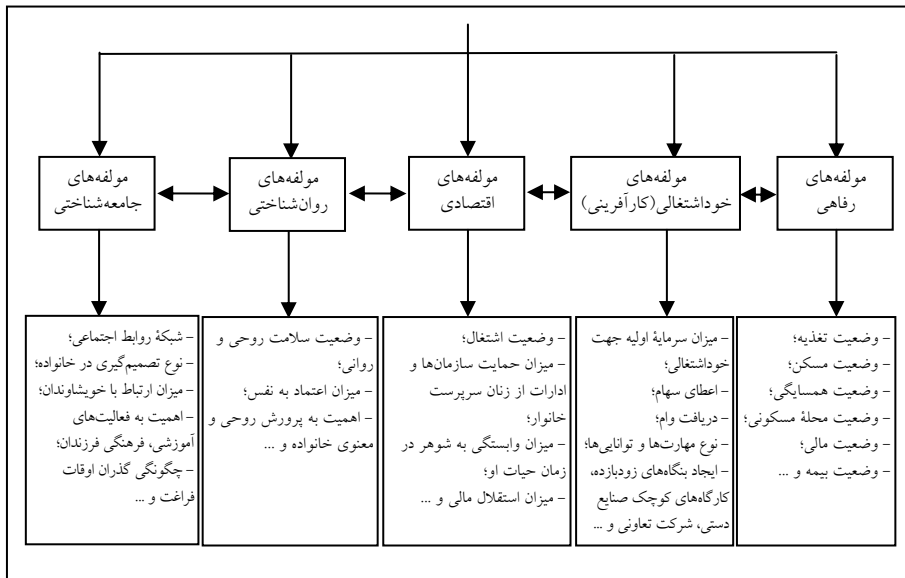 مولفه‌های
رفاهی
مولفه‌های
خوداشتغالی(کارآفرینی)
مولفه‌های
اقتصادی
مولفه‌های
روان‌شناختی
مولفه‌های
جامعه‌شناختی
– وضعیت تغذیه؛
– وضعیت مسکن؛
– وضعیت همسایگی؛
– وضعیت محلهٔ مسکونی؛
– وضعیت مالی؛
– وضعیت بیمه و ...
– میزان سرمایهٔ اولیه جهت
خوداشتغالی؛
– اعطای سهام؛
– دریافت وام؛
– نوع مهارت‌ها و توانایی‌ها؛
– ایجاد بنگاه‌های زودبازده،
کارگاه‌های کوچک صنایع
دستی، شرکت تعاونی و ...
– وضعیت اشتغال؛
– میزان حمایت سازمان‌ها و
ادارات از زنان سرپرست
خانوار؛
– میزان وابستگی به شوهر در
زمان حیات او؛
– میزان استقلال مالی و ...
– وضعیت سلامت روحی و
روانی؛
– میزان اعتماد به نفس؛
– اهمیت به پرورش روحی و
معنوی خانواده و ...
– شبکهٔ روابط اجتماعی؛
– نوع تصمیم‌گیری در خانواده؛
– میزان ارتباط با خویشاوندان؛
– اهمیت به فعالیت‌های
آموزشی، فرهنگی فرزندان؛
– چگونگی گذران اوقات
فراغت و ...